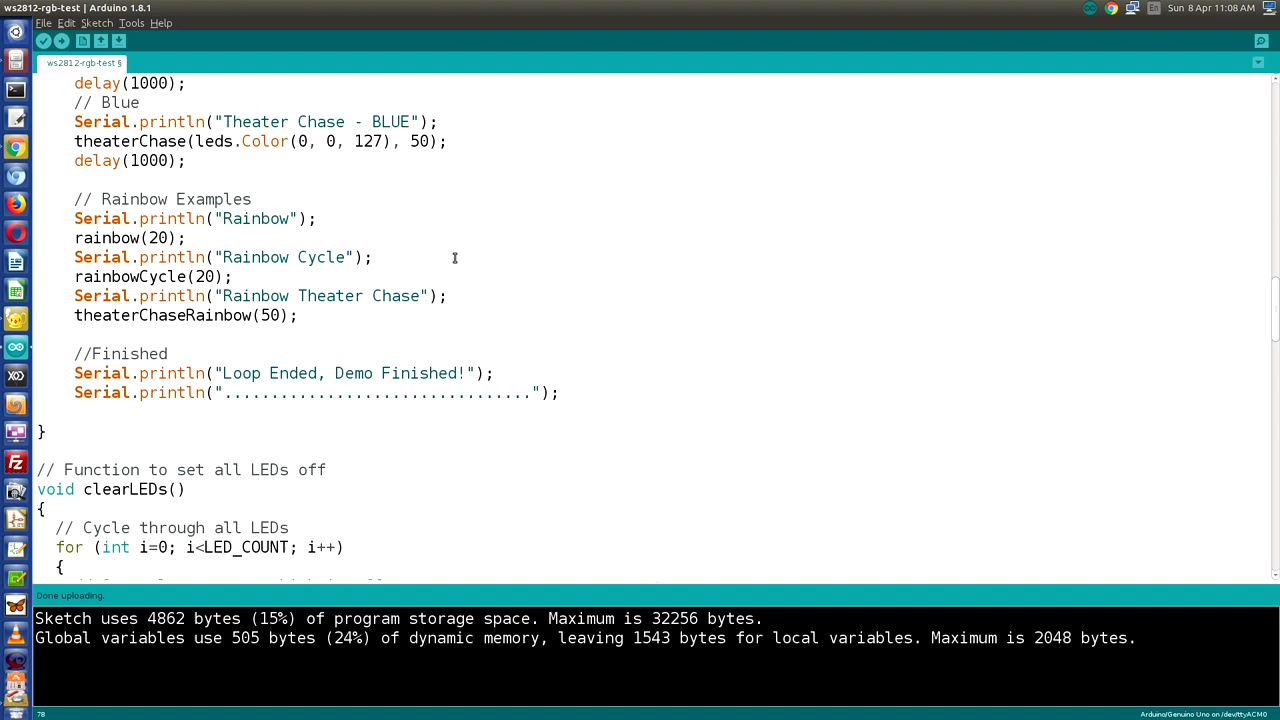 ws2812-rgb-test | Arduino 1.8.1
En
Sun 8 Apr 11:08 AM
File Edit Sketch Tools Help
ws2812-rgb-test §
delay(1000);
// Blue
Serial.println("Theater Chase - BLUE");
theaterChase(leds.Color(0, 0, 127), 50);
delay(1000);
// Rainbow Examples
Serial.println("Rainbow");
rainbow(20);
Serial.println("Rainbow Cycle");
rainbowCycle(20);
Serial.println("Rainbow Theater Chase");
theaterChaseRainbow(50);
//Finished
Serial.println("Loop Ended, Demo Finished!");
Serial.println(".................................");
}
// Function to set all LEDs off
void clearLEDs()
{
// Cycle through all LEDs
for (int i=0; i<LED_COUNT; i++)
{
Done uploading.
Sketch uses 4862 bytes (15%) of program storage space. Maximum is 32256 bytes.
Global variables use 505 bytes (24%) of dynamic memory, leaving 1543 bytes for local variables. Maximum is 2048 bytes.
78
Arduino/Genuino Uno on /dev/ttyACM0